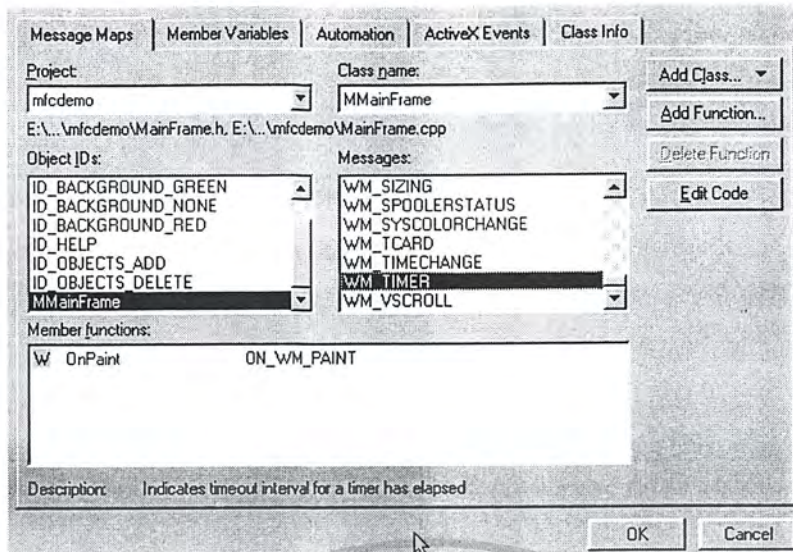 Message Maps Member Variables Automation ActiveX Events Class Info
Project: Class name:
mfcdemo MMainFrame
E:\...\mfcdemo\MainFrame.h, E:\...\mfcdemo\MainFrame.cpp
Add Class...
Add Function...
Delete Function
Edit Code
Object IDs:
ID_BACKGROUND_GREEN
ID_BACKGROUND_NONE
ID_BACKGROUND_RED
ID_HELP
ID_OBJECTS_ADD
ID_OBJECTS_DELETE
MMainFrame
Messages:
WM_SIZING
WM_SPOOLERSTATUS
WM_SYSCOLORCHANGE
WM_TCARD
WM_TIMECHANGE
WM_TIMER
WM_VSCROLL
Member functions:
W OnPaint ON_WM_PAINT
Description: Indicates timeout interval for a timer has elapsed
OK Cancel